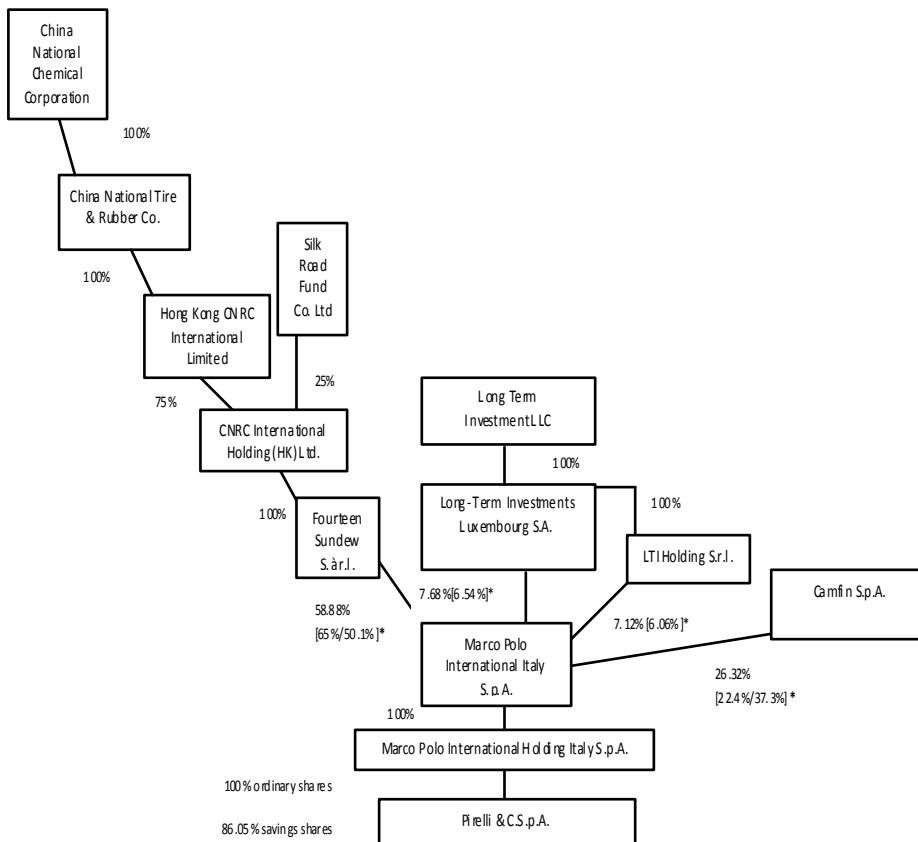 China
National
Chemical
Corporation
100%
China National Tire
& Rubber Co.
100%
Silk
Road
Fund
Co. Ltd
Hong Kong CNRC
International
Limited
25%
75%
Long Term
Investment LLC
CNRC International
Holding (HK) Ltd.
100%
Long-Term Investments
Luxembourg S.A.
100%
100%
Fourteen
Sundew
S. à r.l.
LTI Holding S.r.l.
Camfin S.p.A.
7.68% [6.54%]*
58.88%
[65%/50.1%]*
7.12% [6.06%]*
Marco Polo
International Italy
S.p.A.
26.32%
[22.4%/37.3%] *
100%
Marco Polo International Holding Italy S.p.A.
100% ordinary shares
Pirelli & C. S.p.A.
86.05% savings shares